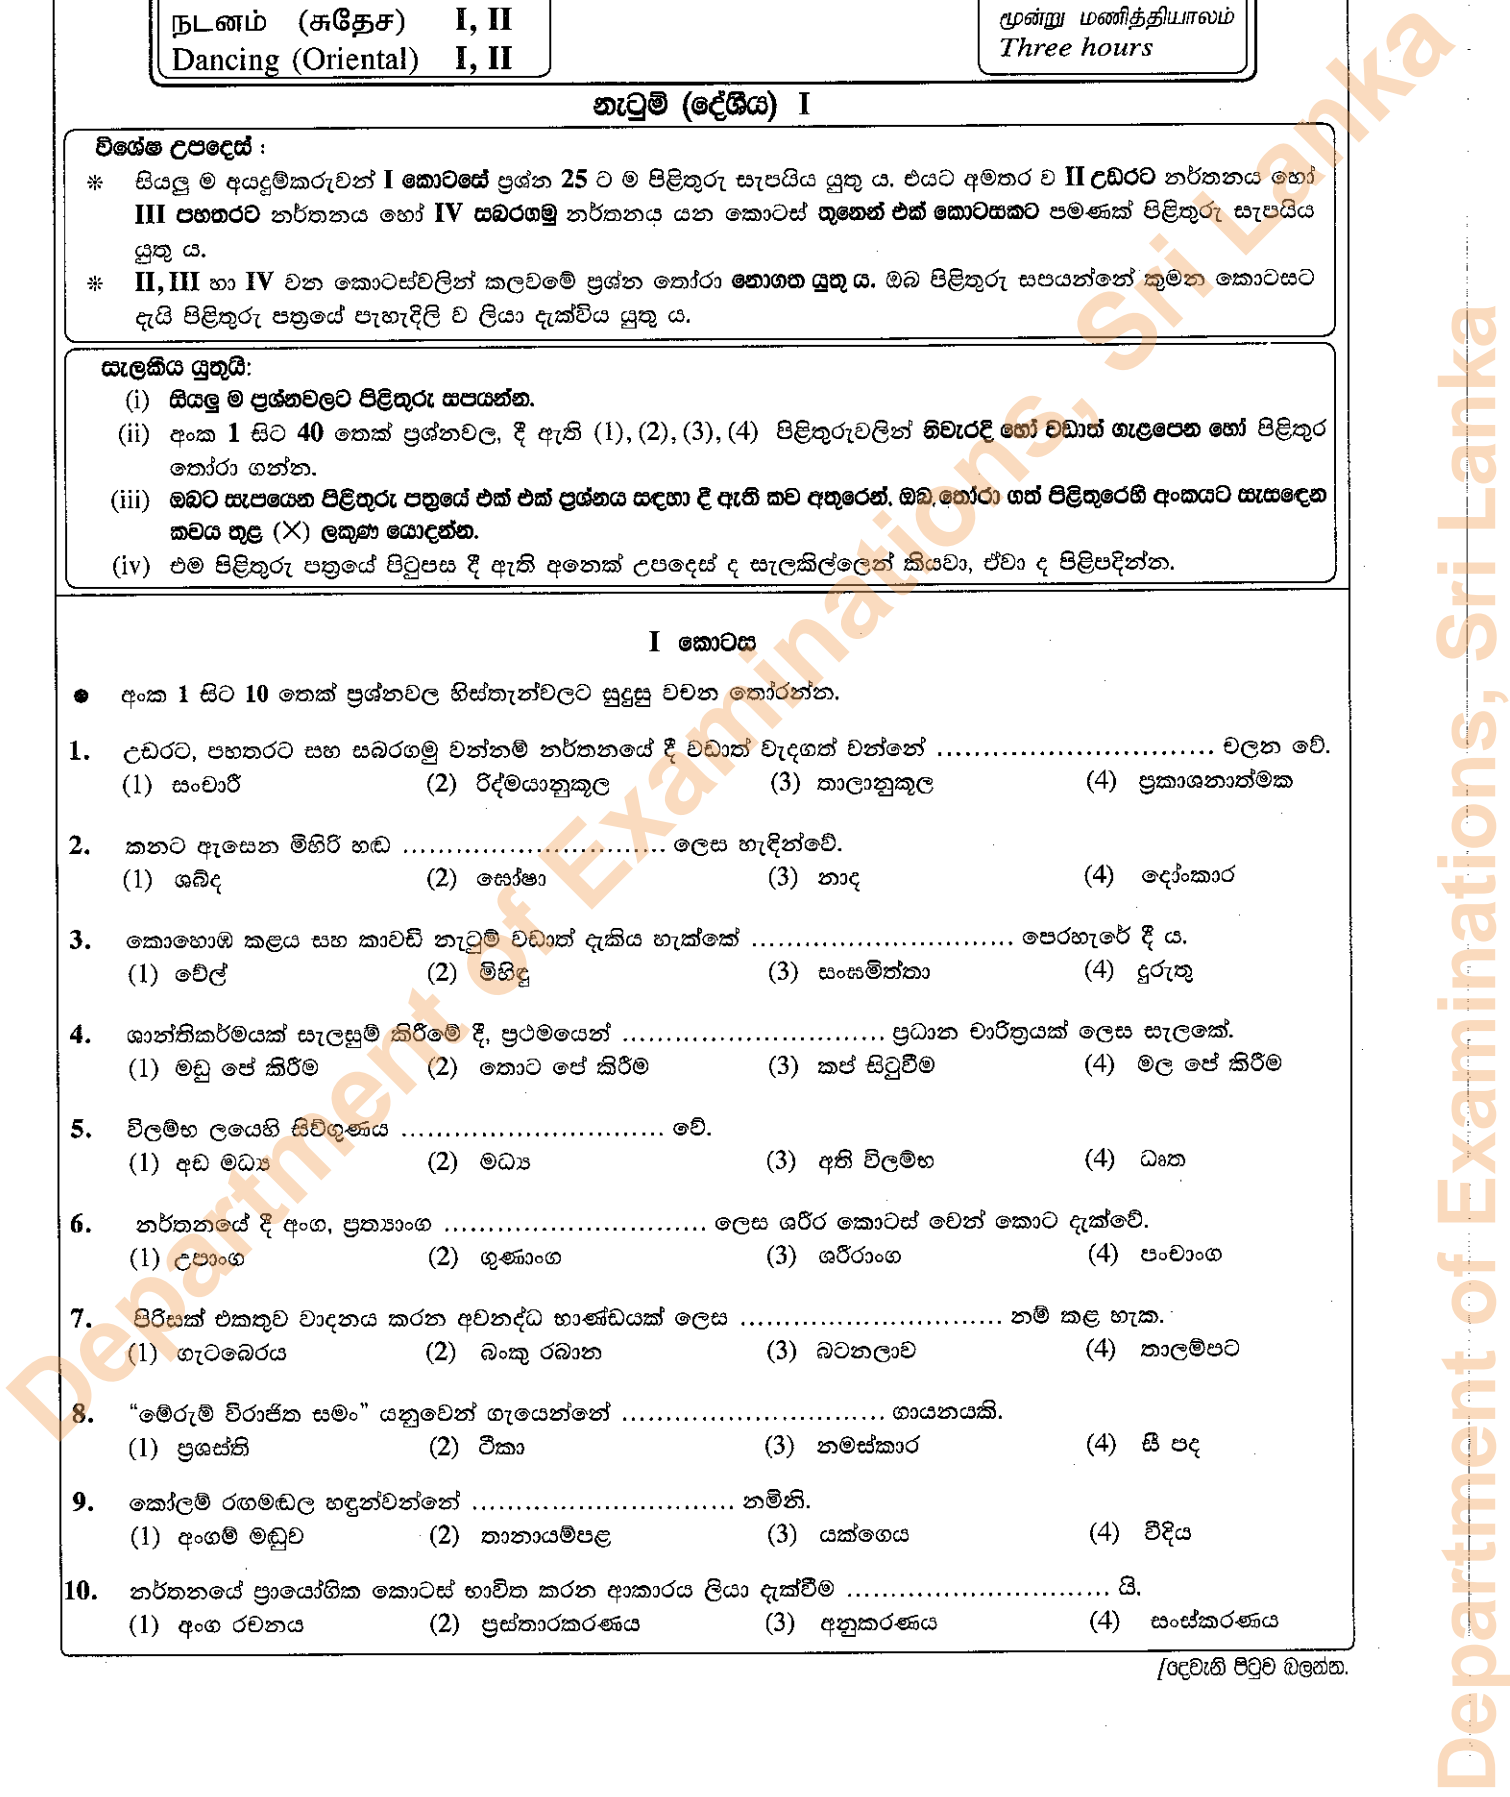 நடனம் (சுதேச) I, II
Dancing (Oriental) I, II
மூன்று மணித்தியாலம்
Three hours
නැටුම් (දේශීය) I
විශේෂ උපදෙස් :
❊ සියලු ම අයදුම්කරුවන් I කොටසේ ප්‍රශ්න 25 ට ම පිළිතුරු සැපයිය යුතු ය. එයට අමතර ව II උඩරට නර්තනය හෝ
III පහතරට නර්තනය හෝ IV සබරගමු නර්තනය යන කොටස් තුනෙන් එක් කොටසකට පමණක් පිළිතුරු සැපයිය
යුතු ය.
❊ II, III හා IV වන කොටස්වලින් කලවමේ ප්‍රශ්න තෝරා නොගත යුතු ය. ඔබ පිළිතුරු සපයන්නේ කුමන කොටසට
දැයි පිළිතුරු පත්‍රයේ පැහැදිලි ව ලියා දැක්විය යුතු ය.
සැලකිය යුතුයි:
(i) සියලු ම ප්‍රශ්නවලට පිළිතුරු සපයන්න.
(ii) අංක 1 සිට 40 තෙක් ප්‍රශ්නවල, දී ඇති (1), (2), (3), (4) පිළිතුරුවලින් නිවැරදි හෝ වඩාත් ගැළපෙන හෝ පිළිතුර
තෝරා ගන්න.
(iii) ඔබට සැපයෙන පිළිතුරු පත්‍රයේ එක් එක් ප්‍රශ්නය සඳහා දී ඇති කව අතුරෙන්, ඔබ තෝරා ගත් පිළිතුරෙහි අංකයට සැසඳෙන
කවය තුළ (X) ලකුණ යොදන්න.
(iv) එම පිළිතුරු පත්‍රයේ පිටුපස දී ඇති අනෙක් උපදෙස් ද සැලකිල්ලෙන් කියවා, ඒවා ද පිළිපදින්න.
I කොටස
● අංක 1 සිට 10 තෙක් ප්‍රශ්නවල හිස්තැන්වලට සුදුසු වචන තෝරන්න.
1. උඩරට, පහතරට සහ සබරගමු වන්නම් නර්තනයේ දී වඩාත් වැදගත් වන්නේ ............................... චලන වේ.
(1) සංචාරී (2) රිද්මයානුකූල (3) තාලානුකූල (4) ප්‍රකාශනාත්මක
2. කනට ඇසෙන මිහිරි හඬ ............................. ලෙස හැඳින්වේ.
(1) ශබ්ද (2) ඝෝෂා (3) නාද (4) දෝංකාර
3. කොහොඹ කළය සහ කාවඩි නැටුම් වඩාත් දැකිය හැක්කේ ............................. පෙරහැරේ දී ය.
(1) වේල් (2) මිහිඳු (3) සංඝමිත්තා (4) දුරුතු
4. ශාන්තිකර්මයක් සැලසුම් කිරීමේ දී, ප්‍රථමයෙන් ............................. ප්‍රධාන චාරිත්‍රයක් ලෙස සැලකේ.
(1) මඩු පේ කිරීම (2) තොට පේ කිරීම (3) කප් සිටුවීම (4) මල පේ කිරීම
5. විලම්භ ලයෙහි සිව්ගුණය ............................. වේ.
(1) අඩ මධ්‍ය (2) මධ්‍ය (3) අති විලම්භ (4) ධෘත
6. නර්තනයේ දී අංග, ප්‍රත්‍යාංග ............................. ලෙස ශරීර කොටස් වෙන් කොට දැක්වේ.
(1) උපාංග (2) ගුණාංග (3) ශරීරාංග (4) පංචාංග
7. පිරිසක් එකතුව වාදනය කරන අවනද්ධ භාණ්ඩයක් ලෙස ............................. නම් කළ හැක.
(1) ගැටබෙරය (2) බංකු රබාන (3) බටනලාව (4) තාලම්පට
8. “මේරුම් විරාජිත සමං” යනුවෙන් ගැයෙන්නේ ............................. ගායනයකි.
(1) ප්‍රශස්ති (2) ටීකා (3) නමස්කාර (4) සී පද
9. කෝලම් රඟමඬල හඳුන්වන්නේ ............................. නමිනි.
(1) අංගම් මඬුව (2) තානායම්පළ (3) යක්ගෙය (4) වීදිය
10. නර්තනයේ ප්‍රායෝගික කොටස් භාවිත කරන ආකාරය ලියා දැක්වීම ............................. යි.
(1) අංග රචනය (2) ප්‍රස්තාරකරණය (3) අනුකරණය (4) සංස්කරණය
[දෙවැනි පිටුව බලන්න.
Department of Examinations, Sri Lanka
Department of Examinations, Sri Lanka